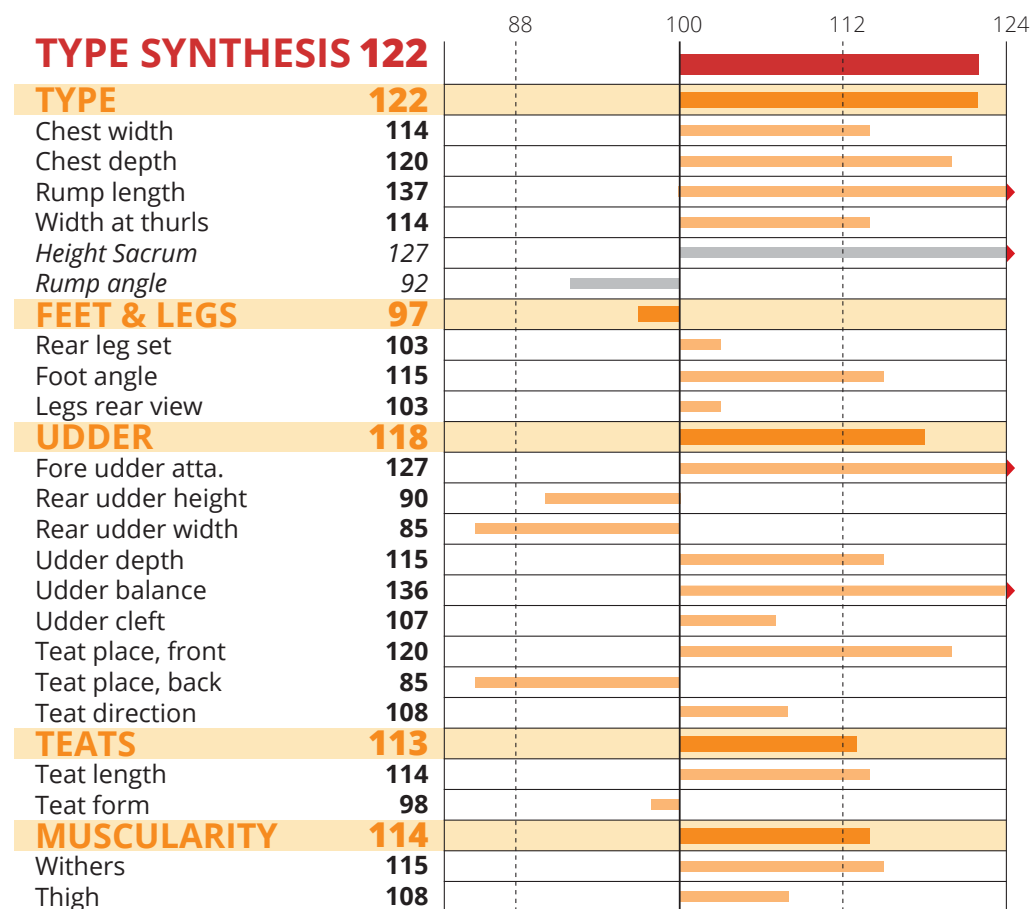 88 100 112 124
TYPE SYNTHESIS 122
TYPE 122
Chest width 114
Chest depth 120
Rump length 137
Width at thurls 114
Height Sacrum 127
Rump angle 92
FEET & LEGS 97
Rear leg set 103
Foot angle 115
Legs rear view 103
UDDER 118
Fore udder atta. 127
Rear udder height 90
Rear udder width 85
Udder depth 115
Udder balance 136
Udder cleft 107
Teat place, front 120
Teat place, back 85
Teat direction 108
TEATS 113
Teat length 114
Teat form 98
MUSCULARITY 114
Withers 115
Thigh 108